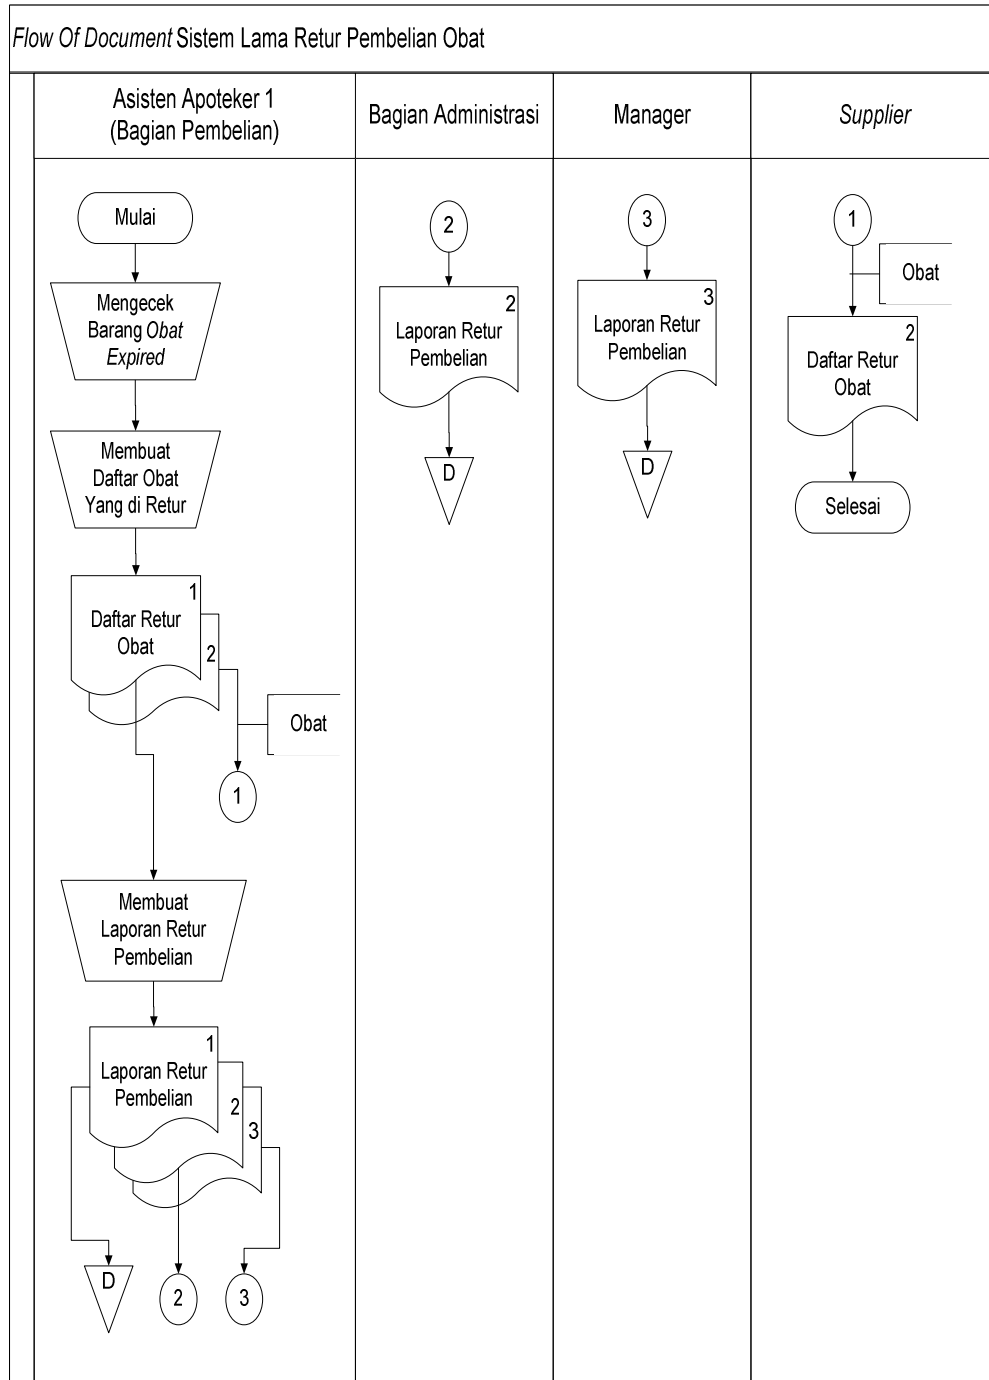 Flow Of Document Sistem Lama Retur Pembelian Obat
Asisten Apoteker 1
(Bagian Pembelian)
Bagian Administrasi
Manager
Supplier
Mulai
Mengecek
Barang Obat
Expired
Membuat
Daftar Obat
Yang di Retur
1
Daftar Retur
Obat
2
Obat
1
Membuat
Laporan Retur
Pembelian
1
Laporan Retur
Pembelian
2
3
D
2
3
2
2
Laporan Retur
Pembelian
D
3
3
Laporan Retur
Pembelian
D
1
Obat
2
Daftar Retur
Obat
Selesai